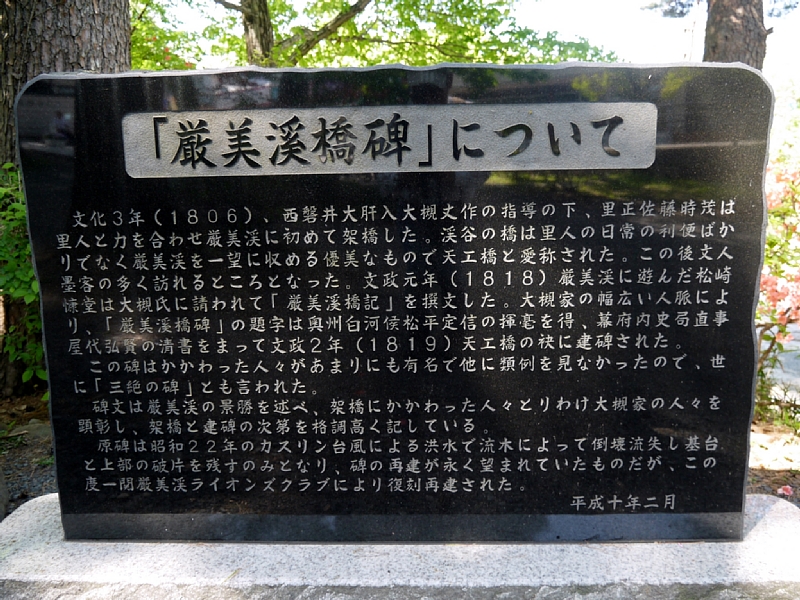 「厳美溪橋碑」について
文化3年(1806)、西磐井大肝入大槻丈作の指導の下、里正佐藤時茂は
里人と力を合わせ厳美溪に初めて架橋した。渓谷の橋は里人の日常の利便ばか
りでなく厳美溪を一望に収める優美なもので天工橋と愛称された。この後文人
墨客の多く訪れるところとなった。文政元年(1818)厳美溪に遊んだ松崎
慊堂は大槻氏に請われて「厳美溪橋記」を撰文した。大槻家の幅広い人脈によ
り、「厳美溪橋碑」の題字は奥州白河侯松平定信の揮毫を得、幕府内史局直事
屋代弘賢の清書をまって文政2年(1819)天工橋の袂に建碑された。
この碑はかかわった人々があまりにも有名で他に類例を見なかったので、世
に「三絶の碑」とも言われた。
碑文は厳美溪の景勝を述べ、架橋にかかわった人々とりわけ大槻家の人々を
顕彰し、架橋と建碑の次第を格調高く記している。
原碑は昭和22年のカスリン台風による洪水で流木によって倒壊流失し基台
と上部の破片を残すのみとなり、碑の再建が永く望まれていたものだが、この
度一関厳美溪ライオンズクラブにより復刻再建された。
平成十年二月